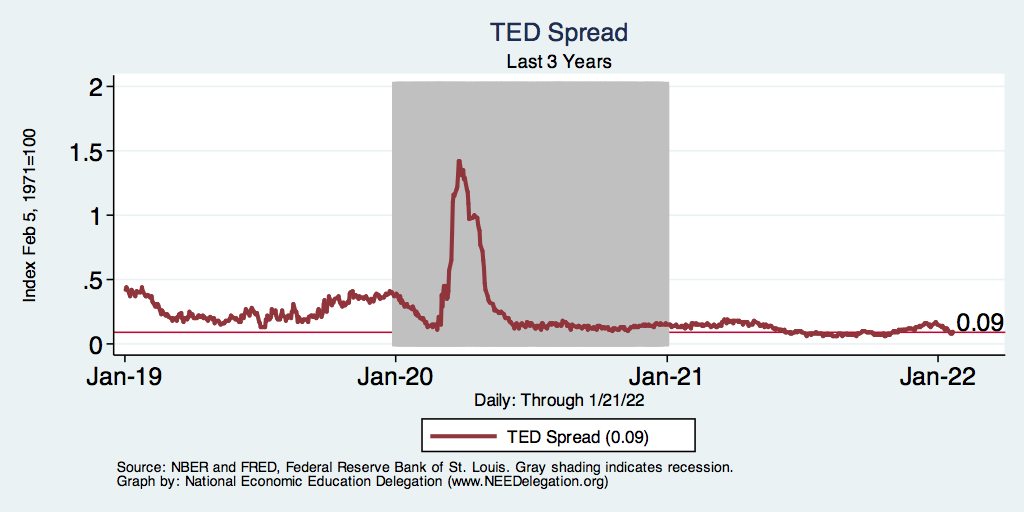 TED Spread
Last 3 Years
Index Feb 5, 1971=100
2
1.5
1
.5
0
0.09
Jan-19 Jan-20 Jan-21 Jan-22
Daily: Through 1/21/22
TED Spread (0.09)
Source: NBER and FRED, Federal Reserve Bank of St. Louis. Gray shading indicates recession.
Graph by: National Economic Education Delegation (www.NEEDelegation.org)